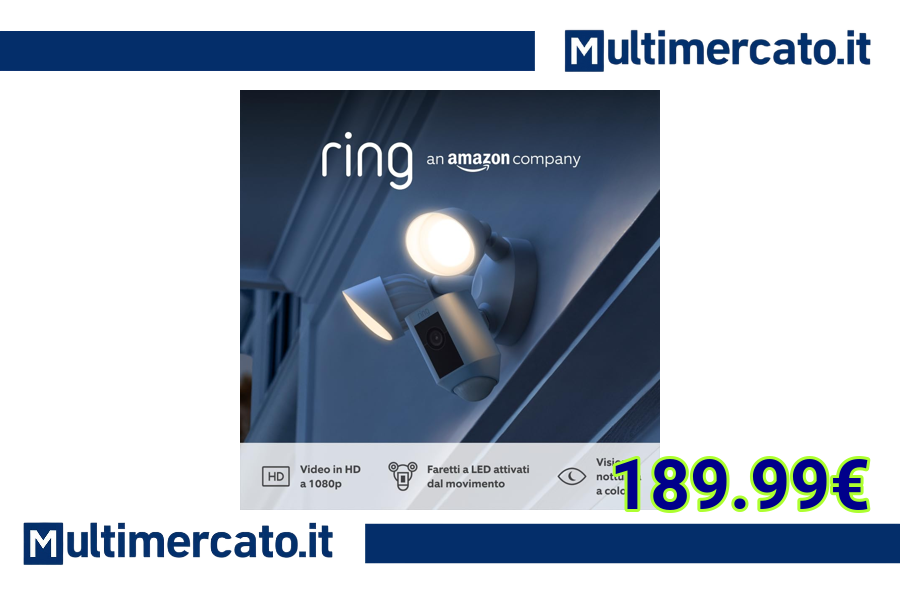 Multimercato.it
ring an amazon company
HD
Video in HD
a 1080p
Faretti a LED attivati
dal movimento
a
189.99€
Multimercato.it